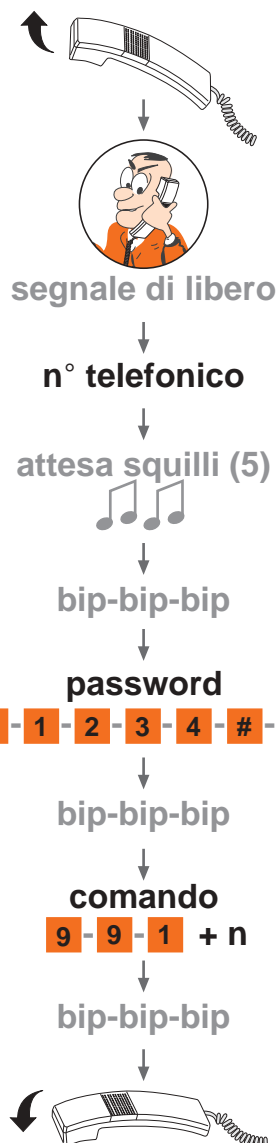 segnale di libero
n° telefonico
attesa squilli (5)
bip-bip-bip
password
- 1 - 2 - 3 - 4 - # -
bip-bip-bip
comando
9 - 9 - 1 + n
bip-bip-bip